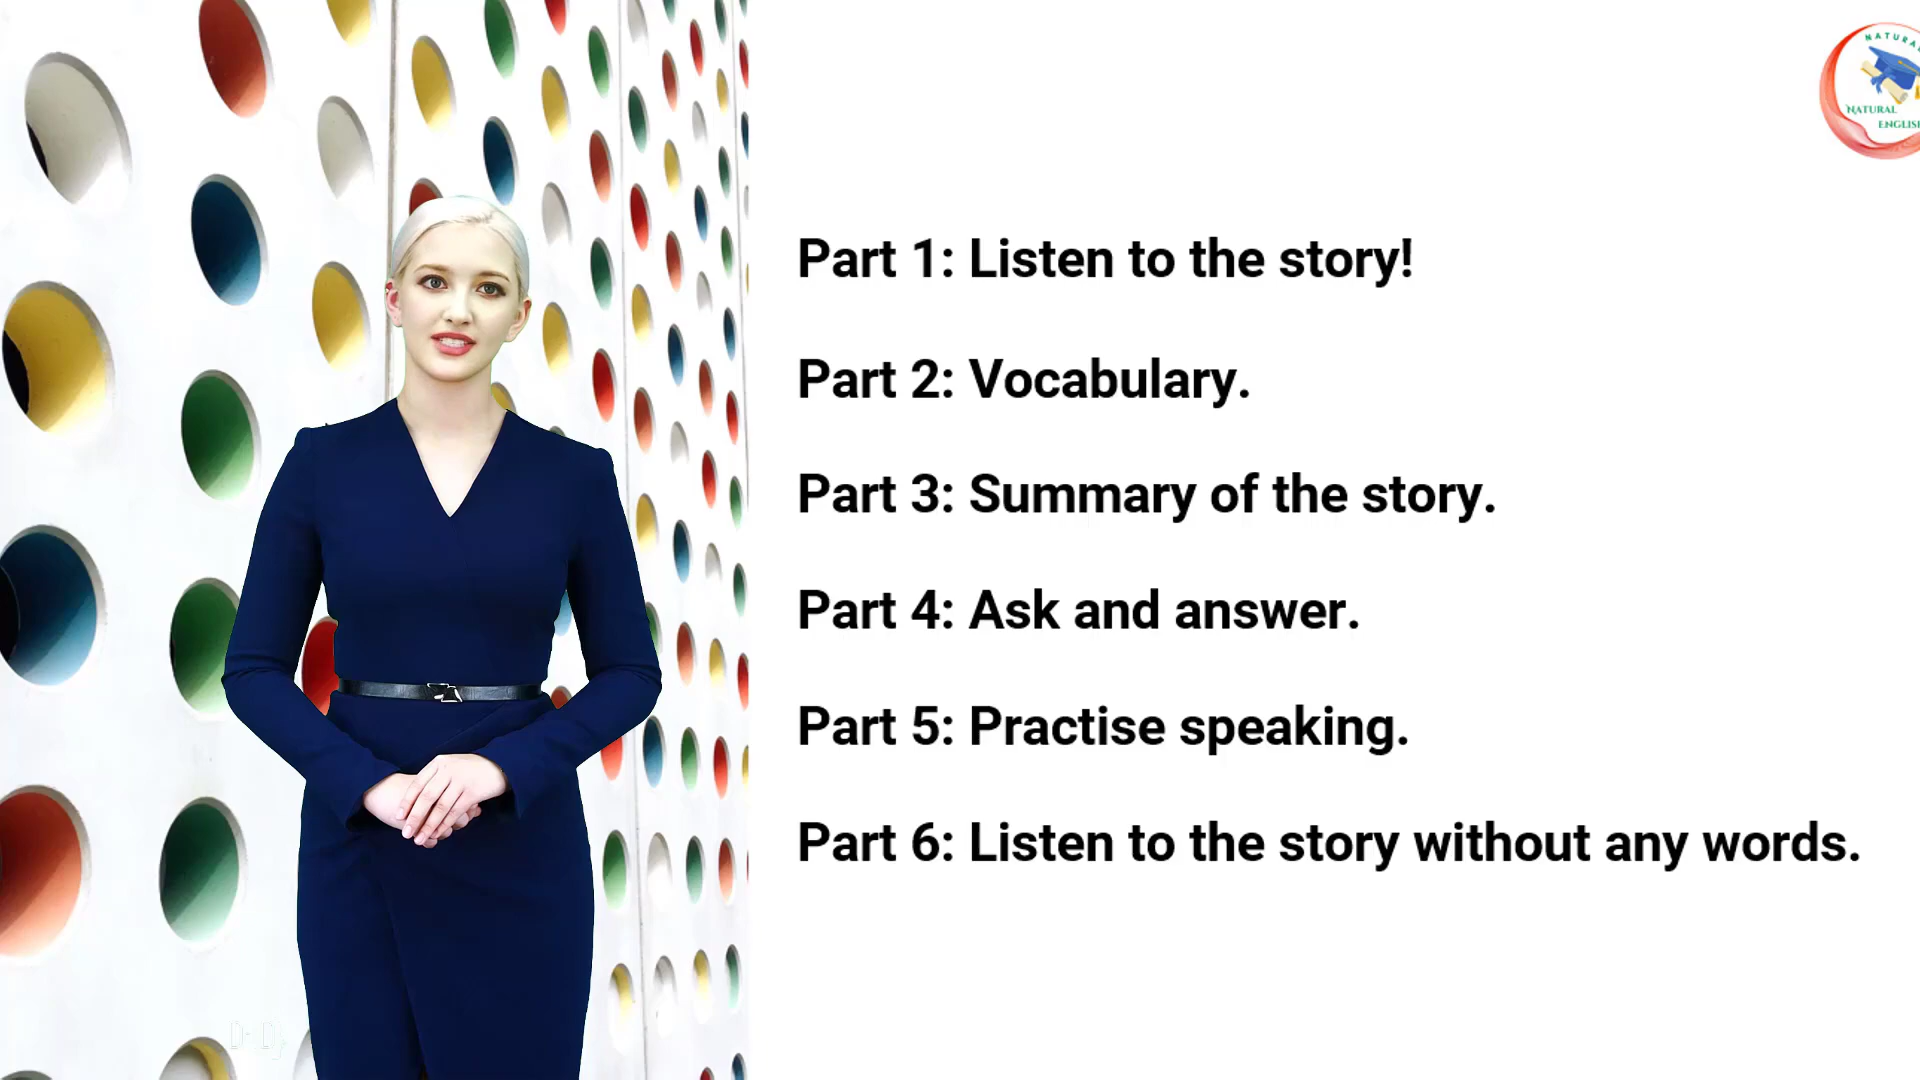 NATURAL
NATURAL
ENGLISH
Part 1: Listen to the story!
Part 2: Vocabulary.
Part 3: Summary of the story.
Part 4: Ask and answer.
Part 5: Practise speaking.
Part 6: Listen to the story without any words.